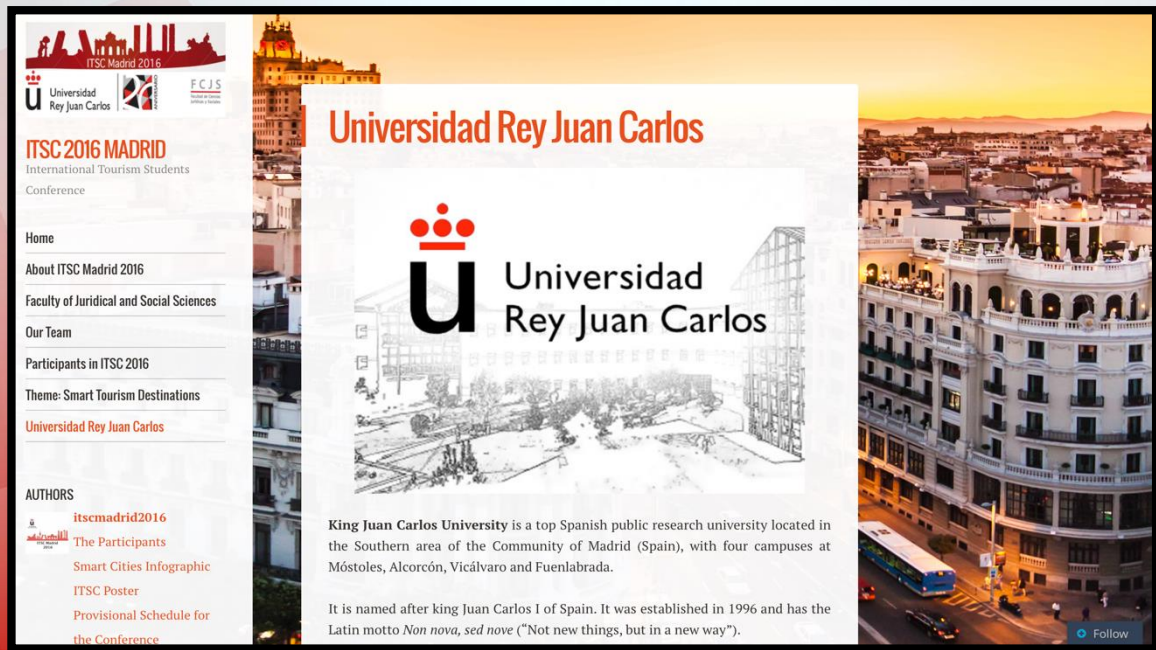 ITSC Madrid 2016
Universidad
Rey Juan Carlos
FCJS
ITSC 2016 MADRID
International Tourism Students
Conference
Home
About ITSC Madrid 2016
Faculty of Juridical and Social Sciences
Our Team
Participants in ITSC 2016
Theme: Smart Tourism Destinations
Universidad Rey Juan Carlos
AUTHORS
itscmadrid2016
The Participants
Smart Cities Infographic
ITSC Poster
Provisional Schedule for
the Conference
Universidad Rey Juan Carlos
Universidad
Rey Juan Carlos
King Juan Carlos University is a top Spanish public research university located in
the Southern area of the Community of Madrid (Spain), with four campuses at
Móstoles, Alcorcón, Vicálvaro and Fuenlabrada.
It is named after king Juan Carlos I of Spain. It was established in 1996 and has the
Latin motto Non nova, sed nove (“Not new things, but in a new way”).
Follow